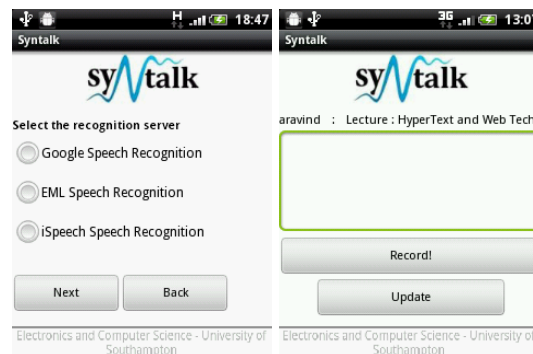 H 18:47
Syntalk
syNtalk
Select the recognition server
Google Speech Recognition
EML Speech Recognition
iSpeech Speech Recognition
Next Back
Electronics and Computer Science - University of
Southampton
3G 13:07
Syntalk
syNtalk
aravind : Lecture : HyperText and Web Tech
Record!
Update
Electronics and Computer Science - University of
Southampton